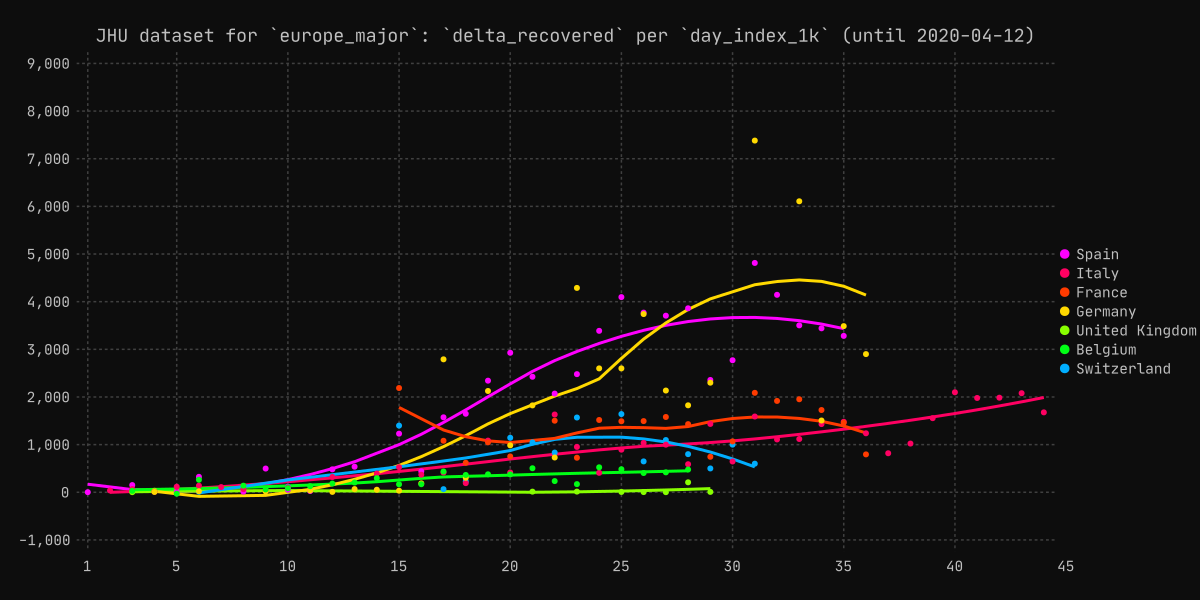 JHU dataset for `europe_major`: `delta_recovered` per `day_index_1k` (until 2020-04-12)
9,000
8,000
7,000
6,000
5,000
4,000
3,000
2,000
1,000
0
-1,000
1 5 10 15 20 25 30 35 40 45
Spain
Italy
France
Germany
United Kingdom
Belgium
Switzerland